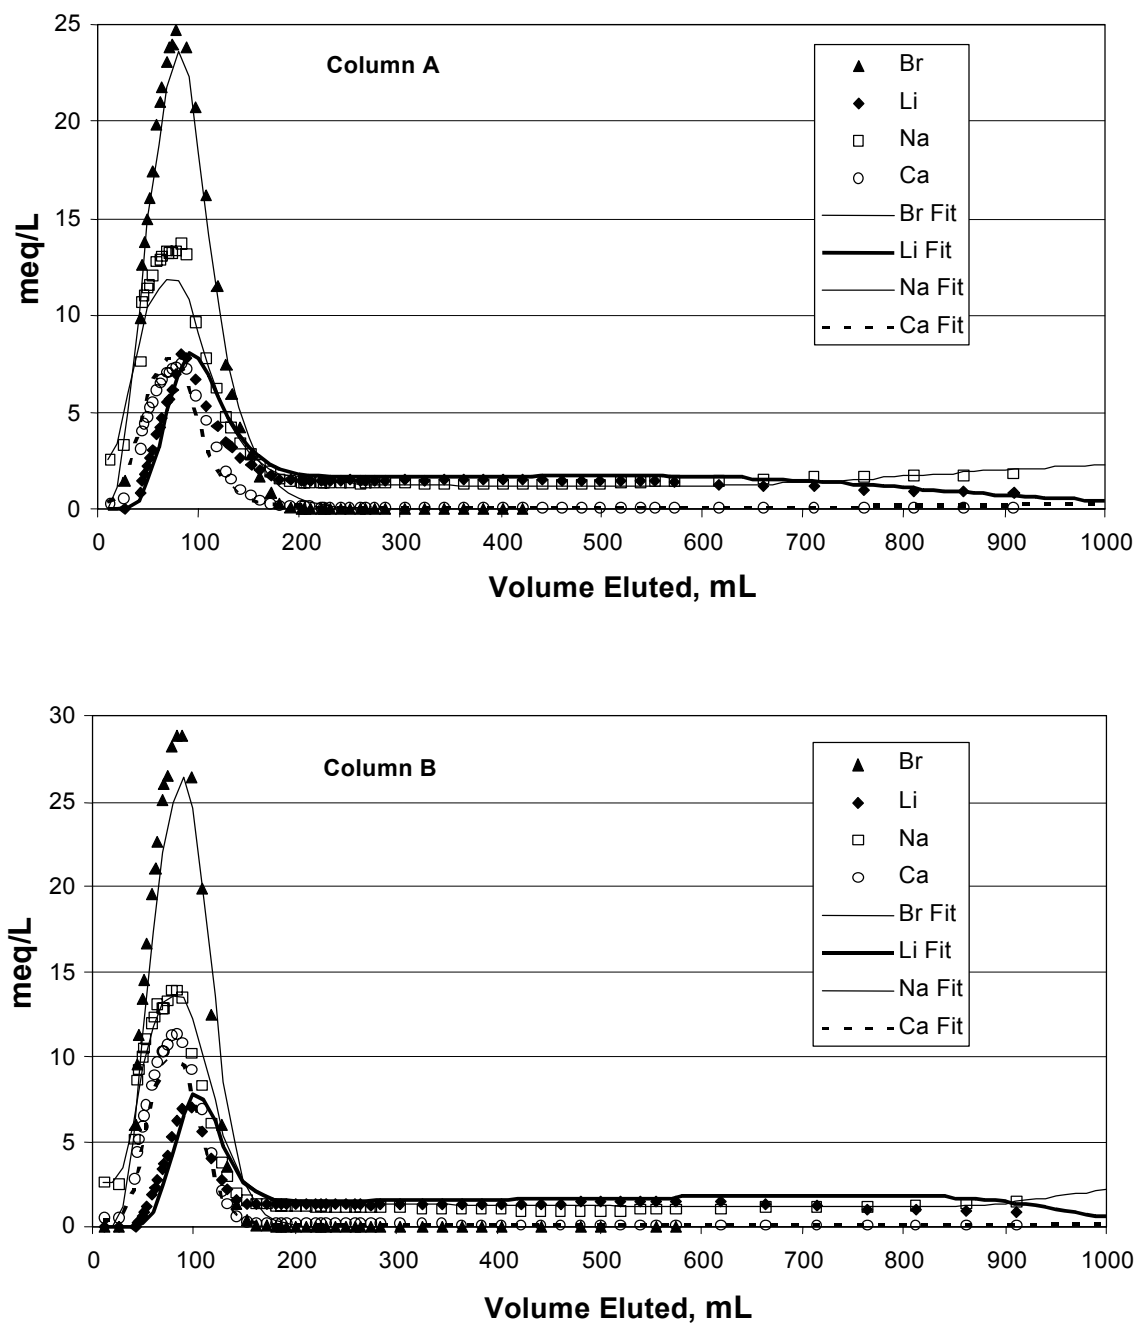 25
20
15
10
5
0
meq/L
Column A
Br
Li
Na
Ca
Br Fit
Li Fit
Na Fit
Ca Fit
0 100 200 300 400 500 600 700 800 900 1000
Volume Eluted, mL
30
25
20
15
10
5
0
meq/L
Column B
Br
Li
Na
Ca
Br Fit
Li Fit
Na Fit
Ca Fit
0 100 200 300 400 500 600 700 800 900 1000
Volume Eluted, mL